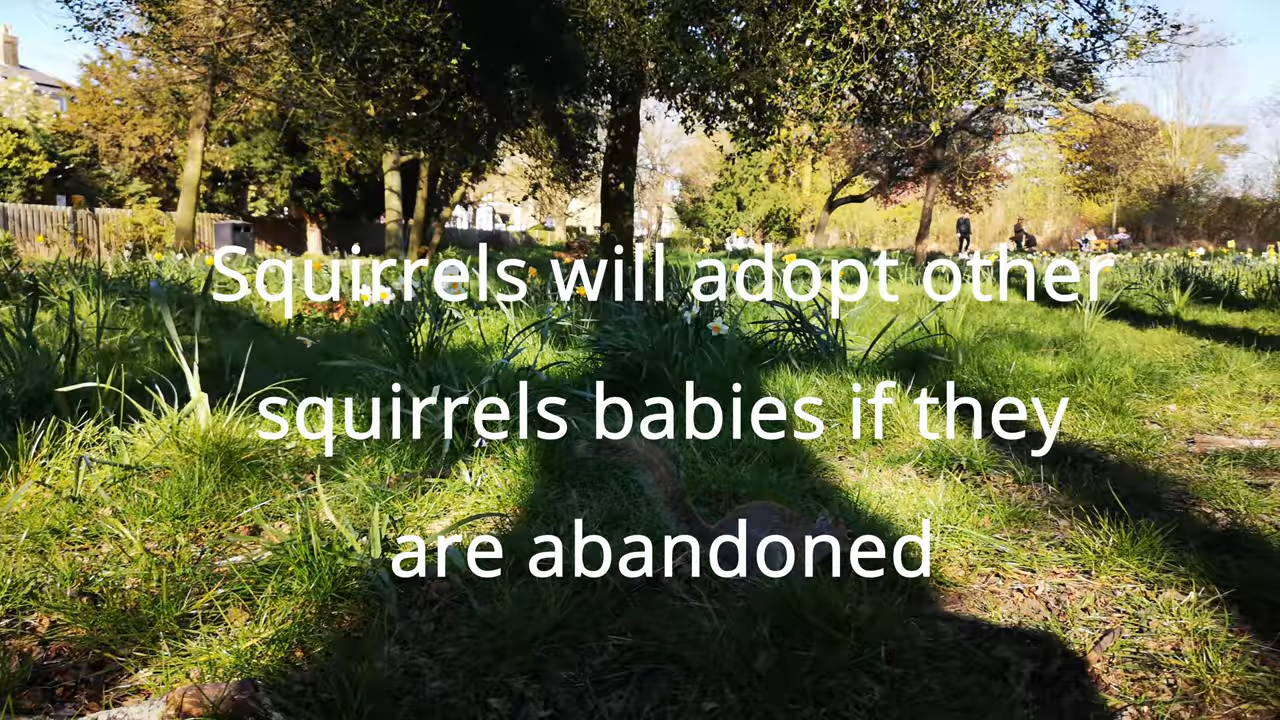 Squirrels will adopt other
squirrels babies if they
are abandoned